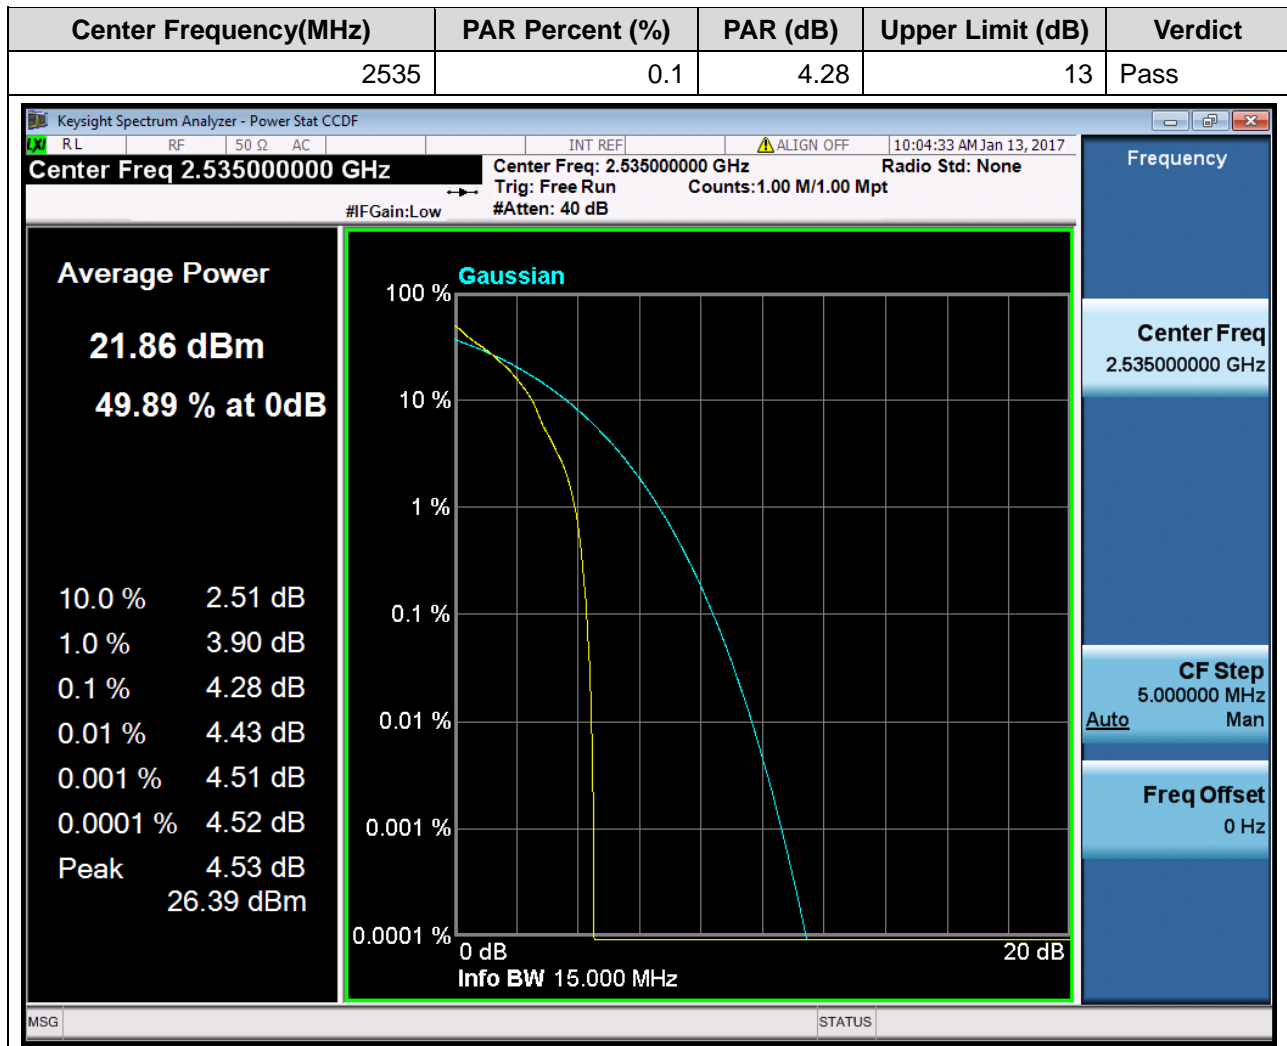 Center Frequency(MHz) PAR Percent (%) PAR (dB) Upper Limit (dB) Verdict
2535 0.1 4.28 13 Pass
Keysight Spectrum Analyzer - Power Stat CCDF
LXI RL RF 50 Ω AC INT REF ALIGN OFF 10:04:33 AM Jan 13, 2017
Center Freq 2.535000000 GHz
Center Freq: 2.535000000 GHz Radio Std: None
Trig: Free Run Counts:1.00 M/1.00 Mpt
#IFGain:Low #Atten: 40 dB
Average Power
21.86 dBm
49.89 % at 0dB
10.0 % 2.51 dB
1.0 % 3.90 dB
0.1 % 4.28 dB
0.01 % 4.43 dB
0.001 % 4.51 dB
0.0001 % 4.52 dB
Peak 4.53 dB
26.39 dBm
Gaussian
100 %
10 %
1 %
0.1 %
0.01 %
0.001 %
0.0001 %
0 dB 20 dB
Info BW 15.000 MHz
Frequency
Center Freq
2.535000000 GHz
CF Step
5.000000 MHz
Auto Man
Freq Offset
0 Hz
MSG STATUS